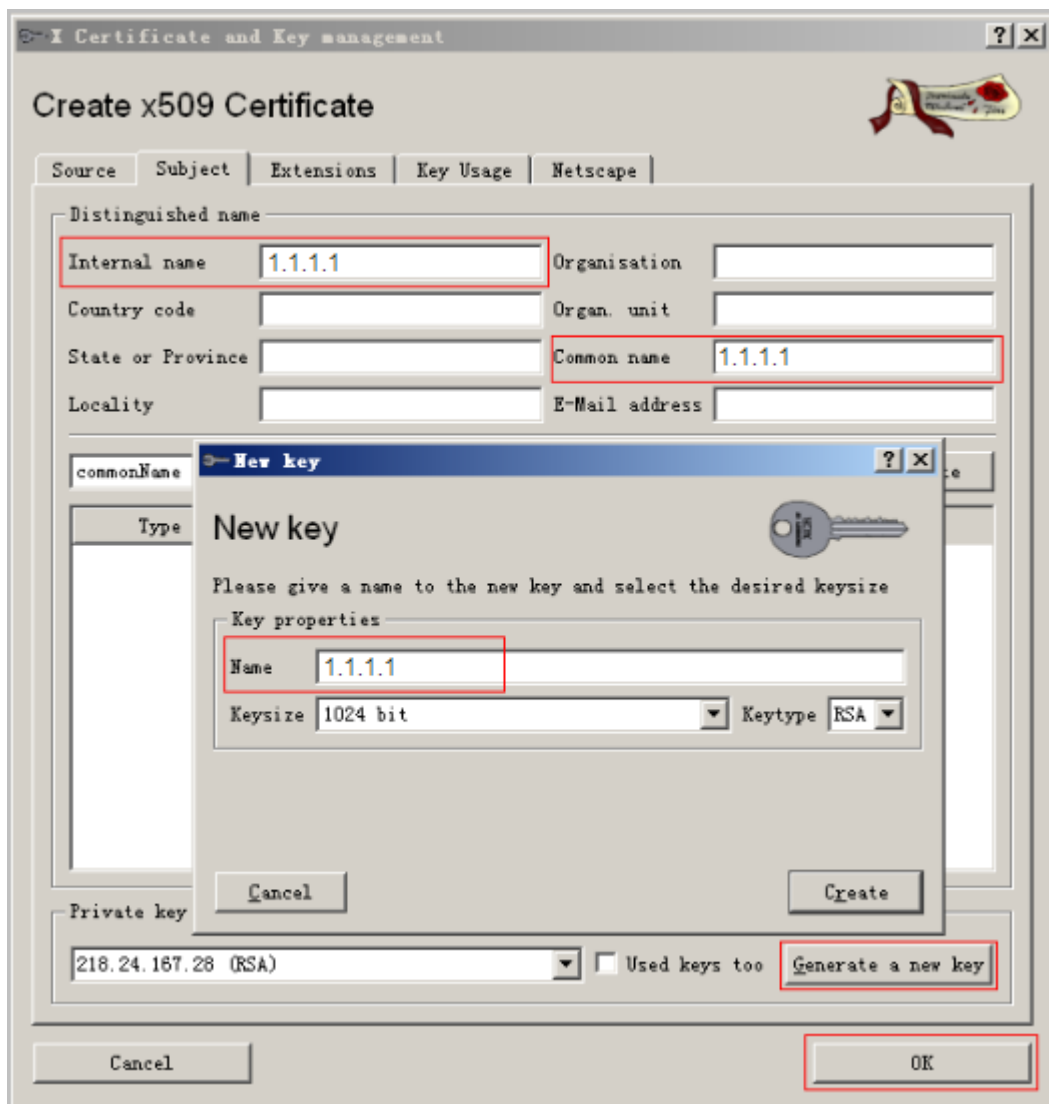 X Certificate and Key management
Create x509 Certificate
Source Subject Extensions Key Usage Netscape
Distinguished name
Internal name 1.1.1.1 Organisation
Country code Organ. unit
State or Province Common name 1.1.1.1
Locality E-Mail address
commonName
Type
New key
New key
Please give a name to the new key and select the desired keysize
Key properties
Name 1.1.1.1
Keysize 1024 bit Keytype RSA
Cancel Create
Private key
218.24.167.28 (RSA) Used keys too Generate a new key
Cancel OK